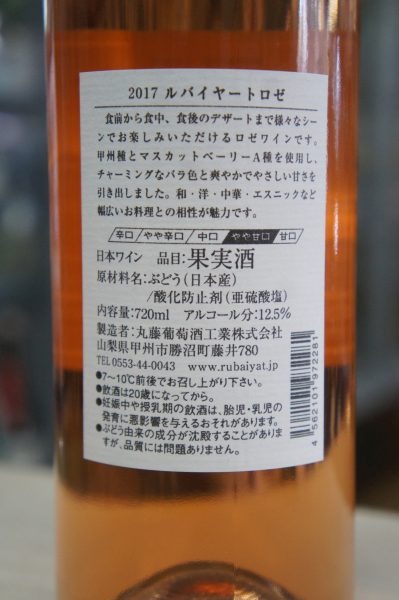 2017 ルバイヤートロゼ
食前から食中、食後のデザートまで様々なシー
ンでお楽しみいただけるロゼワインです。
甲州種とマスカットベーリーA種を使用し、
チャーミングなバラ色と爽やかでやさしい甘さを
引き出しました。和・洋・中華・エスニックなど
幅広いお料理との相性が魅力です。
辛口/やや辛口/中口/やや甘口/甘口
日本ワイン 品目:果実酒
原材料名:ぶどう(日本産)
/酸化防止剤(亜硫酸塩)
内容量:720ml アルコール分:12.5%
製造者:丸藤葡萄酒工業株式会社
山梨県甲州市勝沼町藤井780
TEL0553-44-0043 www.rubaiyat.jp
●7～10℃前後でお召し上がり下さい。
●飲酒は20歳になってから。
●妊娠中や授乳期の飲酒は、胎児・乳児の
発育に悪影響を与えるおそれがあります。
●ぶどう由来の成分が沈殿することがありま
すが、品質には問題ありません。
4562101972281